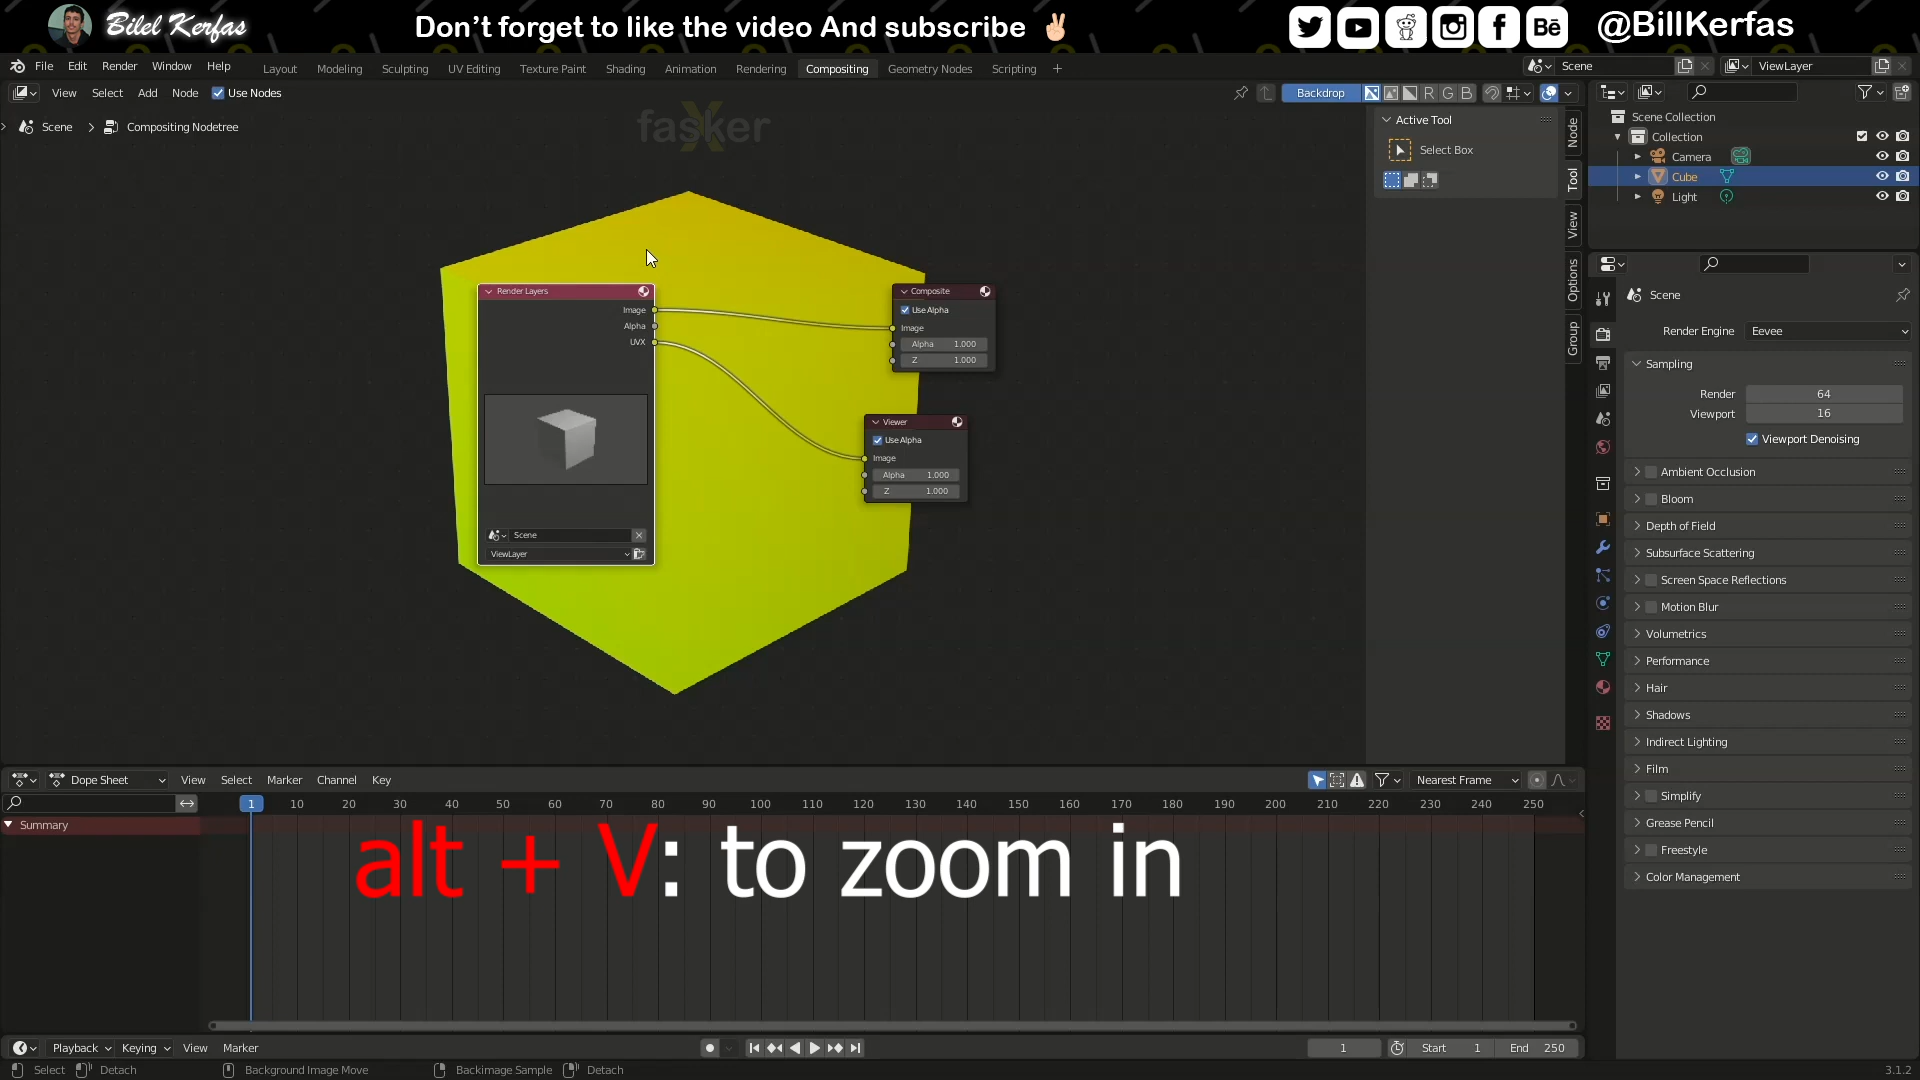 Bilel Kerfas
Don't forget to like the video And subscribe ✌🏻
@BillKerfas
File Edit Render Window Help
Layout Modeling Sculpting UV Editing Texture Paint Shading Animation Rendering Compositing Geometry Nodes Scripting +
Scene
ViewLayer
View Select Add Node Use Nodes
Backdrop
R G B
Scene > Compositing Nodetree
fasker
X
Active Tool
Select Box
Node
Tool
View
Options
Group
Scene Collection
Collection
Camera
Cube
Light
Scene
Render Engine Eevee
Sampling
Render 64
Viewport 16
Viewport Denoising
Ambient Occlusion
Bloom
Depth of Field
Subsurface Scattering
Screen Space Reflections
Motion Blur
Volumetrics
Performance
Hair
Shadows
Indirect Lighting
Film
Simplify
Grease Pencil
Freestyle
Color Management
Render Layers
Image
Alpha
UVX
Scene
ViewLayer
Composite
Use Alpha
Image
Alpha 1.000
Z 1.000
Viewer
Use Alpha
Image
Alpha 1.000
Z 1.000
Dope Sheet View Select Marker Channel Key
Nearest Frame
1 10 20 30 40 50 60 70 80 90 100 110 120 130 140 150 160 170 180 190 200 210 220 230 240 250
Summary
alt + V: to zoom in
Playback Keying View Marker
1 Start 1 End 250
Select Detach Background Image Move Backimage Sample Detach
3.1.2